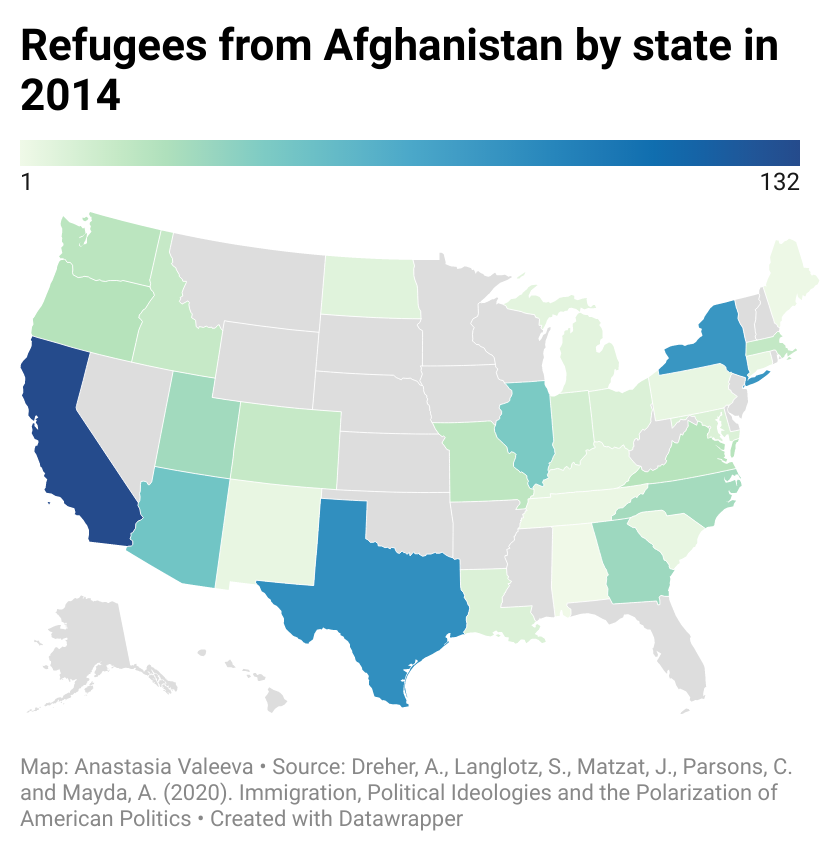 Refugees from Afghanistan by state in
2014
1
132
Map: Anastasia Valeeva • Source: Dreher, A., Langlotz, S., Matzat, J., Parsons, C.
and Mayda, A. (2020). Immigration, Political Ideologies and the Polarization of
American Politics • Created with Datawrapper